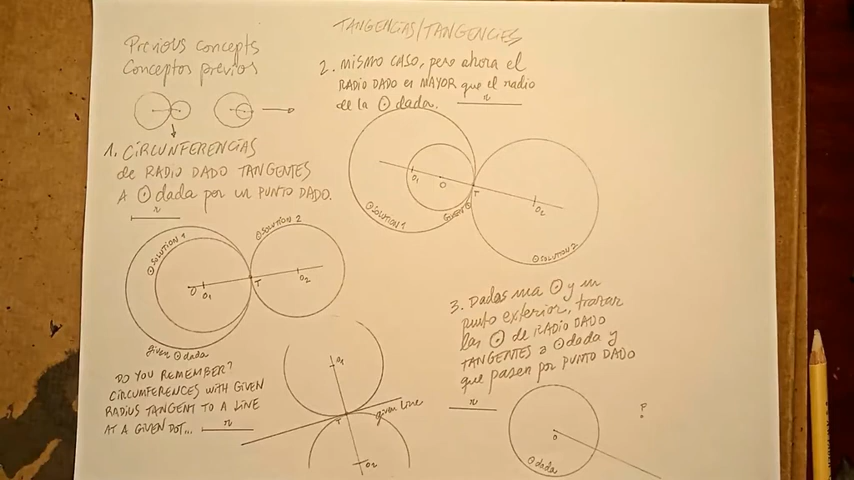 TANGENCIAS/TANGENCIES
Previous concepts
Conceptos previos
1. CIRCUNFERENCIAS
de RADIO DADO TANGENTES
A ⊙ dada por un PUNTO DADO.
r
⊙SOLUTION 1
⊙SOLUTION 2
O
O1
T
O2
given ⊙ dada
DO YOU REMEMBER?
CIRCUMFERENCES WITH GIVEN
RADIUS TANGENT TO A LINE
AT A GIVEN DOT...
r
O1
T
given line
O2
2. MISMO CASO, pero ahora el
RADIO DADO es MAYOR que el radio
de la ⊙ dada.
r
O1
O
T
O2
⊙SOLUTION 1
Given ⊙
⊙SOLUTION 2
3. Dadas una ⊙ y un
punto exterior, trazar
las ⊙ de RADIO DADO
TANGENTES a ⊙ dada y
que pasen por PUNTO DADO
r
P
O
⊙ dada